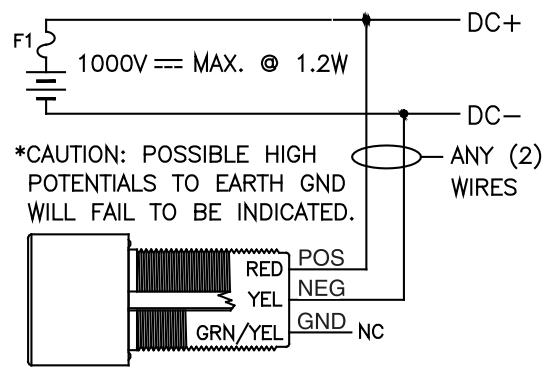 DC+
F1
1000V ⎓ MAX. @ 1.2W
DC-
*CAUTION: POSSIBLE HIGH
POTENTIALS TO EARTH GND
WILL FAIL TO BE INDICATED.
ANY (2)
WIRES
RED POS
YEL NEG
GRN/YEL GND NC